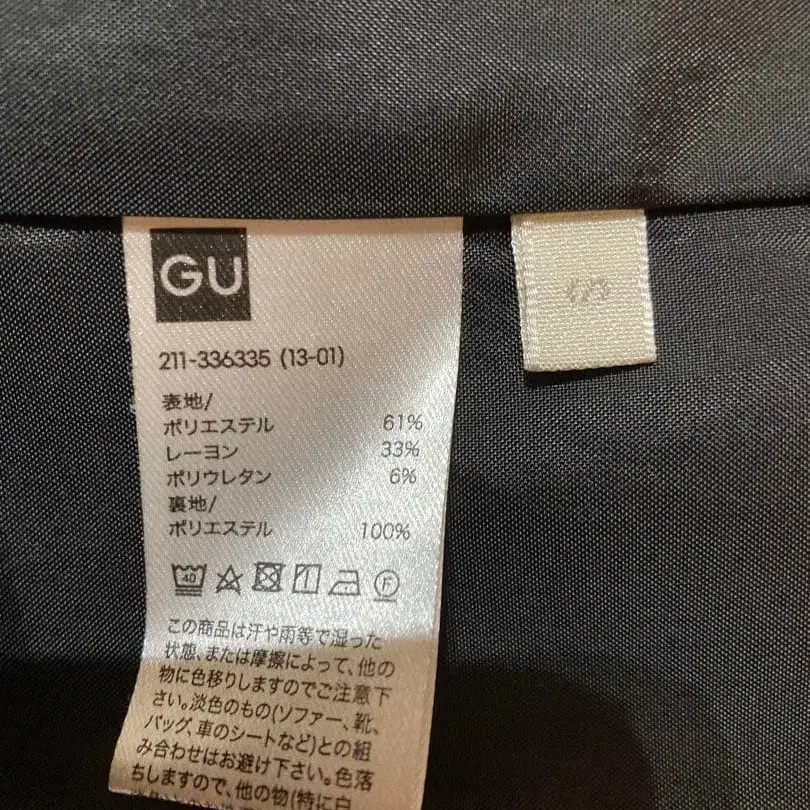 GU
211-336335 (13-01)
表地/
ポリエステル 61%
レーヨン 33%
ポリウレタン 6%
裏地/
ポリエステル 100%
40
F
この商品は汗や雨等で湿った
状態、または摩擦によって、他の
物に色移りしますのでご注意下
さい。淡色のもの(ソファー、靴、
バッグ、車のシートなど)との組
み合わせはお避け下さい。色落
ちしますので、他の物(特に白